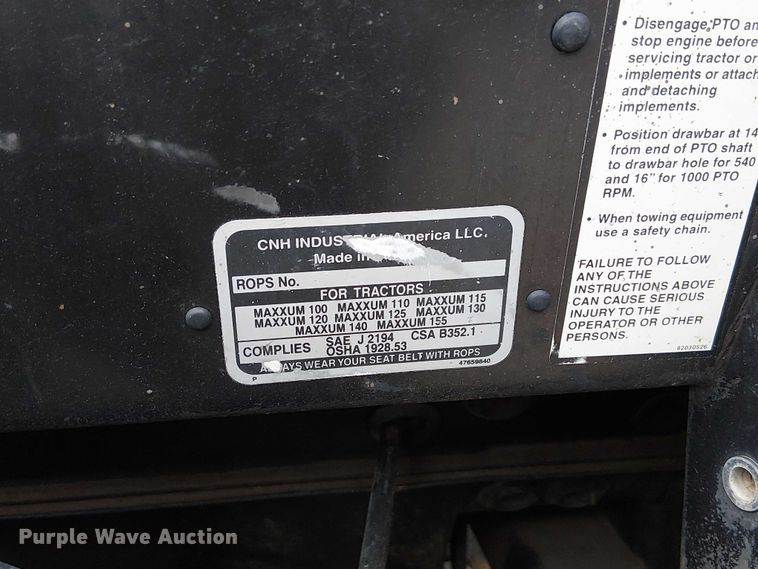 • Disengage PTO an
stop engine before
servicing tractor or
implements or attach
and detaching
implements.
• Position drawbar at 14
from end of PTO shaft
to drawbar hole for 540
and 16" for 1000 PTO
RPM.
• When towing equipment
use a safety chain.
FAILURE TO FOLLOW
ANY OF THE
INSTRUCTIONS ABOVE
CAN CAUSE SERIOUS
INJURY TO THE
OPERATOR OR OTHER
PERSONS.
82030526
CNH INDUSTRIAL America LLC.
Made in
ROPS No.
FOR TRACTORS
MAXXUM 100 MAXXUM 110 MAXXUM 115
MAXXUM 120 MAXXUM 125 MAXXUM 130
MAXXUM 140 MAXXUM 155
COMPLIES SAE J 2194 CSA B352.1
OSHA 1928.53
ALWAYS WEAR YOUR SEAT BELT WITH ROPS
P 47659840
Purple Wave Auction